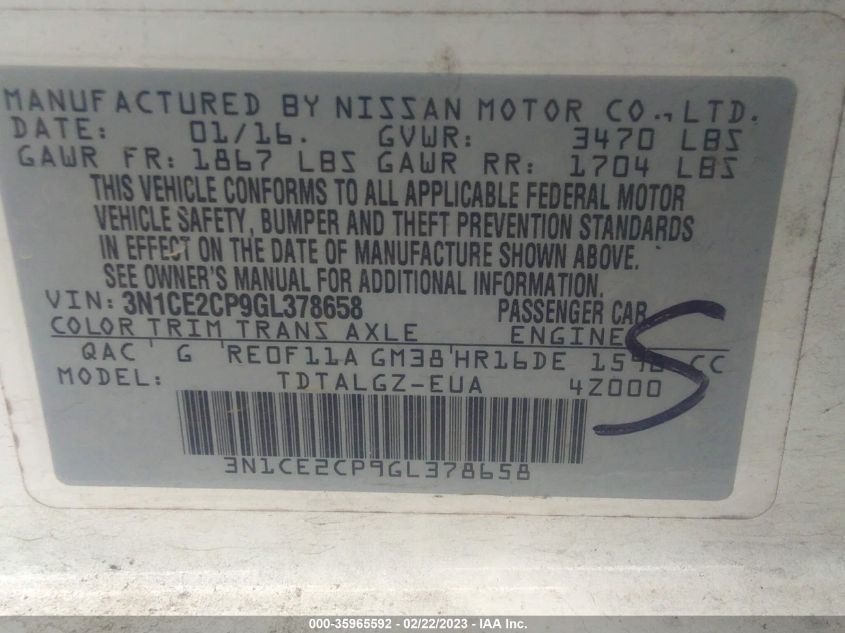 MANUFACTURED BY NISSAN MOTOR CO., LTD.
DATE: 01/16. GVWR: 3470 LBS
GAWR FR: 1867 LBS GAWR RR: 1704 LBS
THIS VEHICLE CONFORMS TO ALL APPLICABLE FEDERAL MOTOR
VEHICLE SAFETY, BUMPER AND THEFT PREVENTION STANDARDS
IN EFFECT ON THE DATE OF MANUFACTURE SHOWN ABOVE.
SEE OWNER'S MANUAL FOR ADDITIONAL INFORMATION.
VIN: 3N1CE2CP9GL378658 PASSENGER CAR
COLOR TRIM TRANS AXLE ENGINE
QAC G RE0F11A GM38 HR16DE CC
MODEL: TDTALGZ-EUA 4Z000
S
3N1CE2CP9GL378658
000-35965592 - 02/22/2023 - IAA Inc.